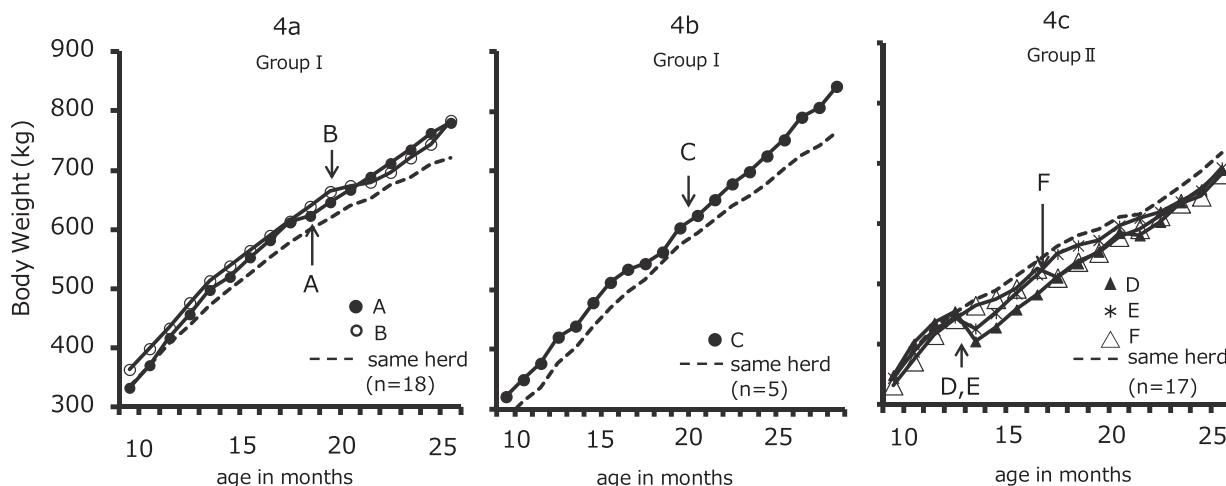 4a
Group I
Body Weight (kg)
900
800
700
600
500
400
300
B
A
A
B
same herd
(n=18)
10 15 20 25
age in months
4b
Group I
C
C
same herd
(n=5)
10 15 20 25
age in months
4c
Group II
F
D,E
D
E
F
same herd
(n=17)
10 15 20 25
age in months